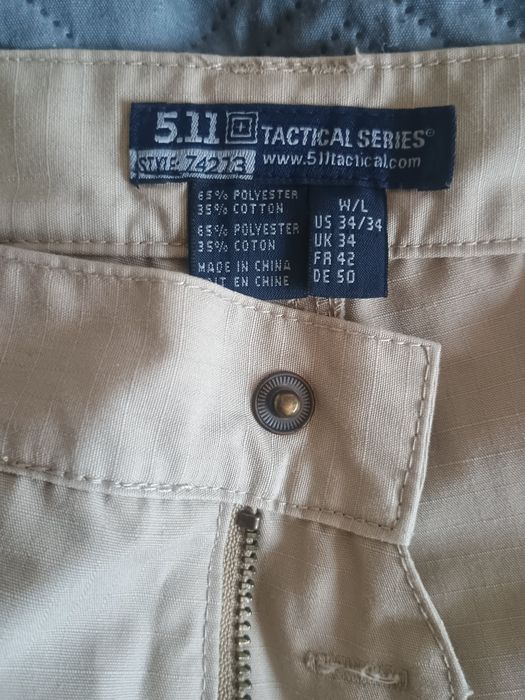 5.11 TACTICAL SERIES®
STYLE 74273 www.511tactical.com
65% POLYESTER
35% COTTON
65% POLYESTER
35% COTON
MADE IN CHINA
FAIT EN CHINE
W/L
US 34/34
UK 34
FR 42
DE 50